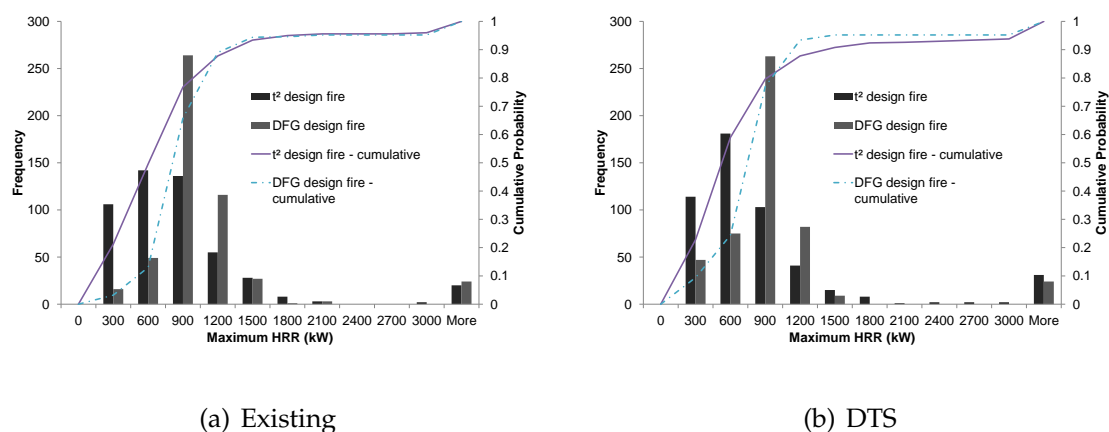 300
250
200
150
100
50
0
Frequency
1
0.9
0.8
0.7
0.6
0.5
0.4
0.3
0.2
0.1
0
Cumulative Probability
t² design fire
DFG design fire
t² design fire - cumulative
DFG design fire -
cumulative
0 300 600 900 1200 1500 1800 2100 2400 2700 3000 More
Maximum HRR (kW)
(a) Existing
300
250
200
150
100
50
0
Frequency
1
0.9
0.8
0.7
0.6
0.5
0.4
0.3
0.2
0.1
0
Cumulative Probability
t² design fire
DFG design fire
t² design fire - cumulative
DFG design fire -
cumulative
0 300 600 900 1200 1500 1800 2100 2400 2700 3000 More
Maximum HRR (kW)
(b) DTS